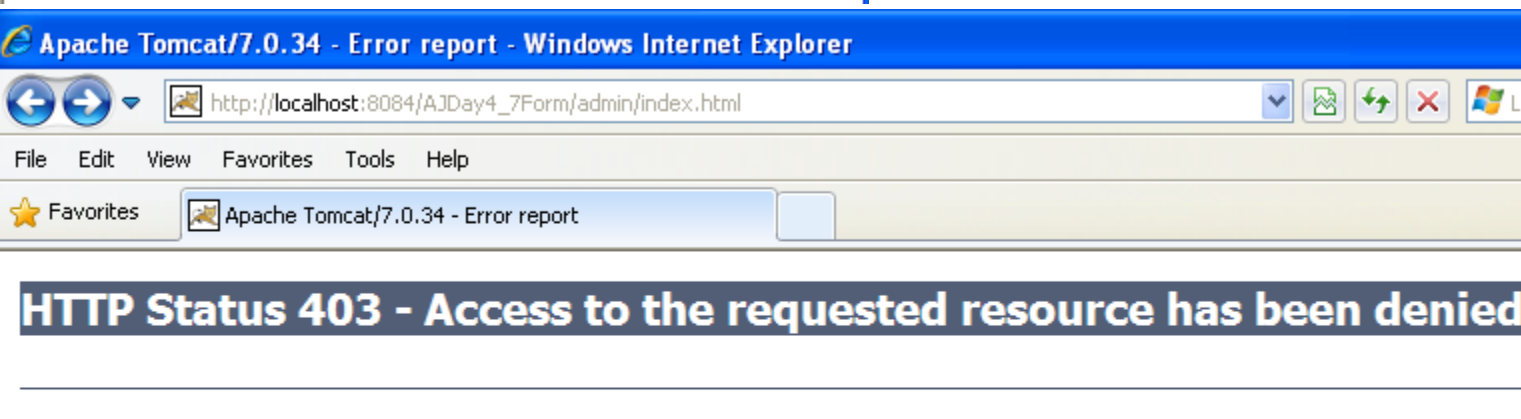 Apache Tomcat/7.0.34 - Error report - Windows Internet Explorer
http://localhost:8084/AJDay4_7Form/admin/index.html
L
File Edit View Favorites Tools Help
Favorites Apache Tomcat/7.0.34 - Error report
HTTP Status 403 - Access to the requested resource has been denied